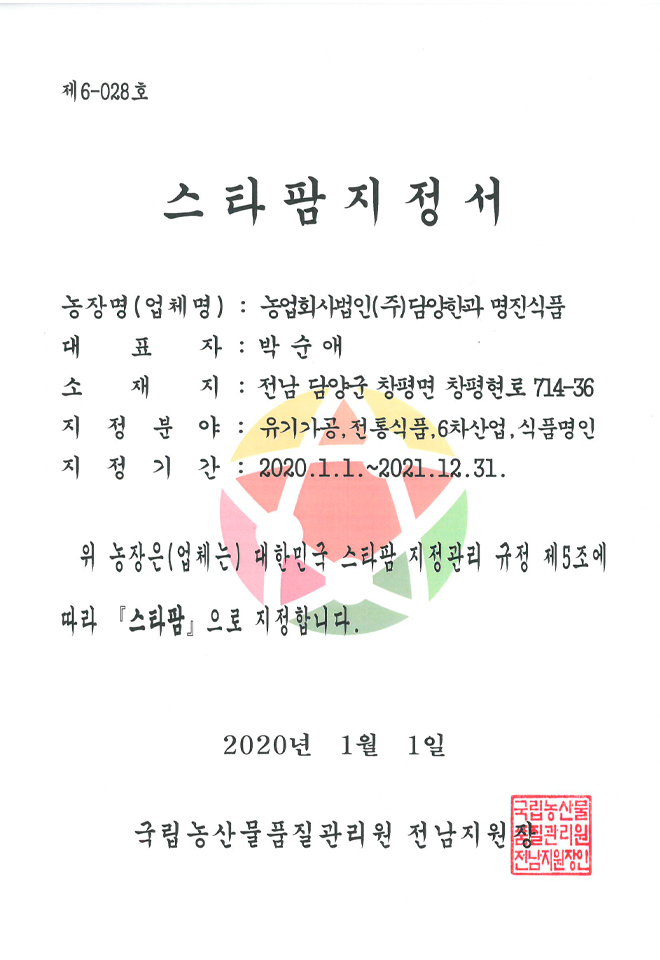 제6-028호
스타팜지정서
농장명(업체명) : 농업회사법인(주)담양한과 명진식품
대 표 자 : 박 순 애
소 재 지 : 전남 담양군 창평면 창평현로 714-36
지 정 분 야 : 유기가공,전통식품,6차산업,식품명인
지 정 기 간 : 2020.1.1.~2021.12.31.
위 농장은(업체는) 대한민국 스타팜 지정관리 규정 제5조에
따라 『스타팜』으로 지정합니다.
2020년 1월 1일
국립농산물품질관리원 전남지원장
국립농산물
품질관리원
전남지원장인